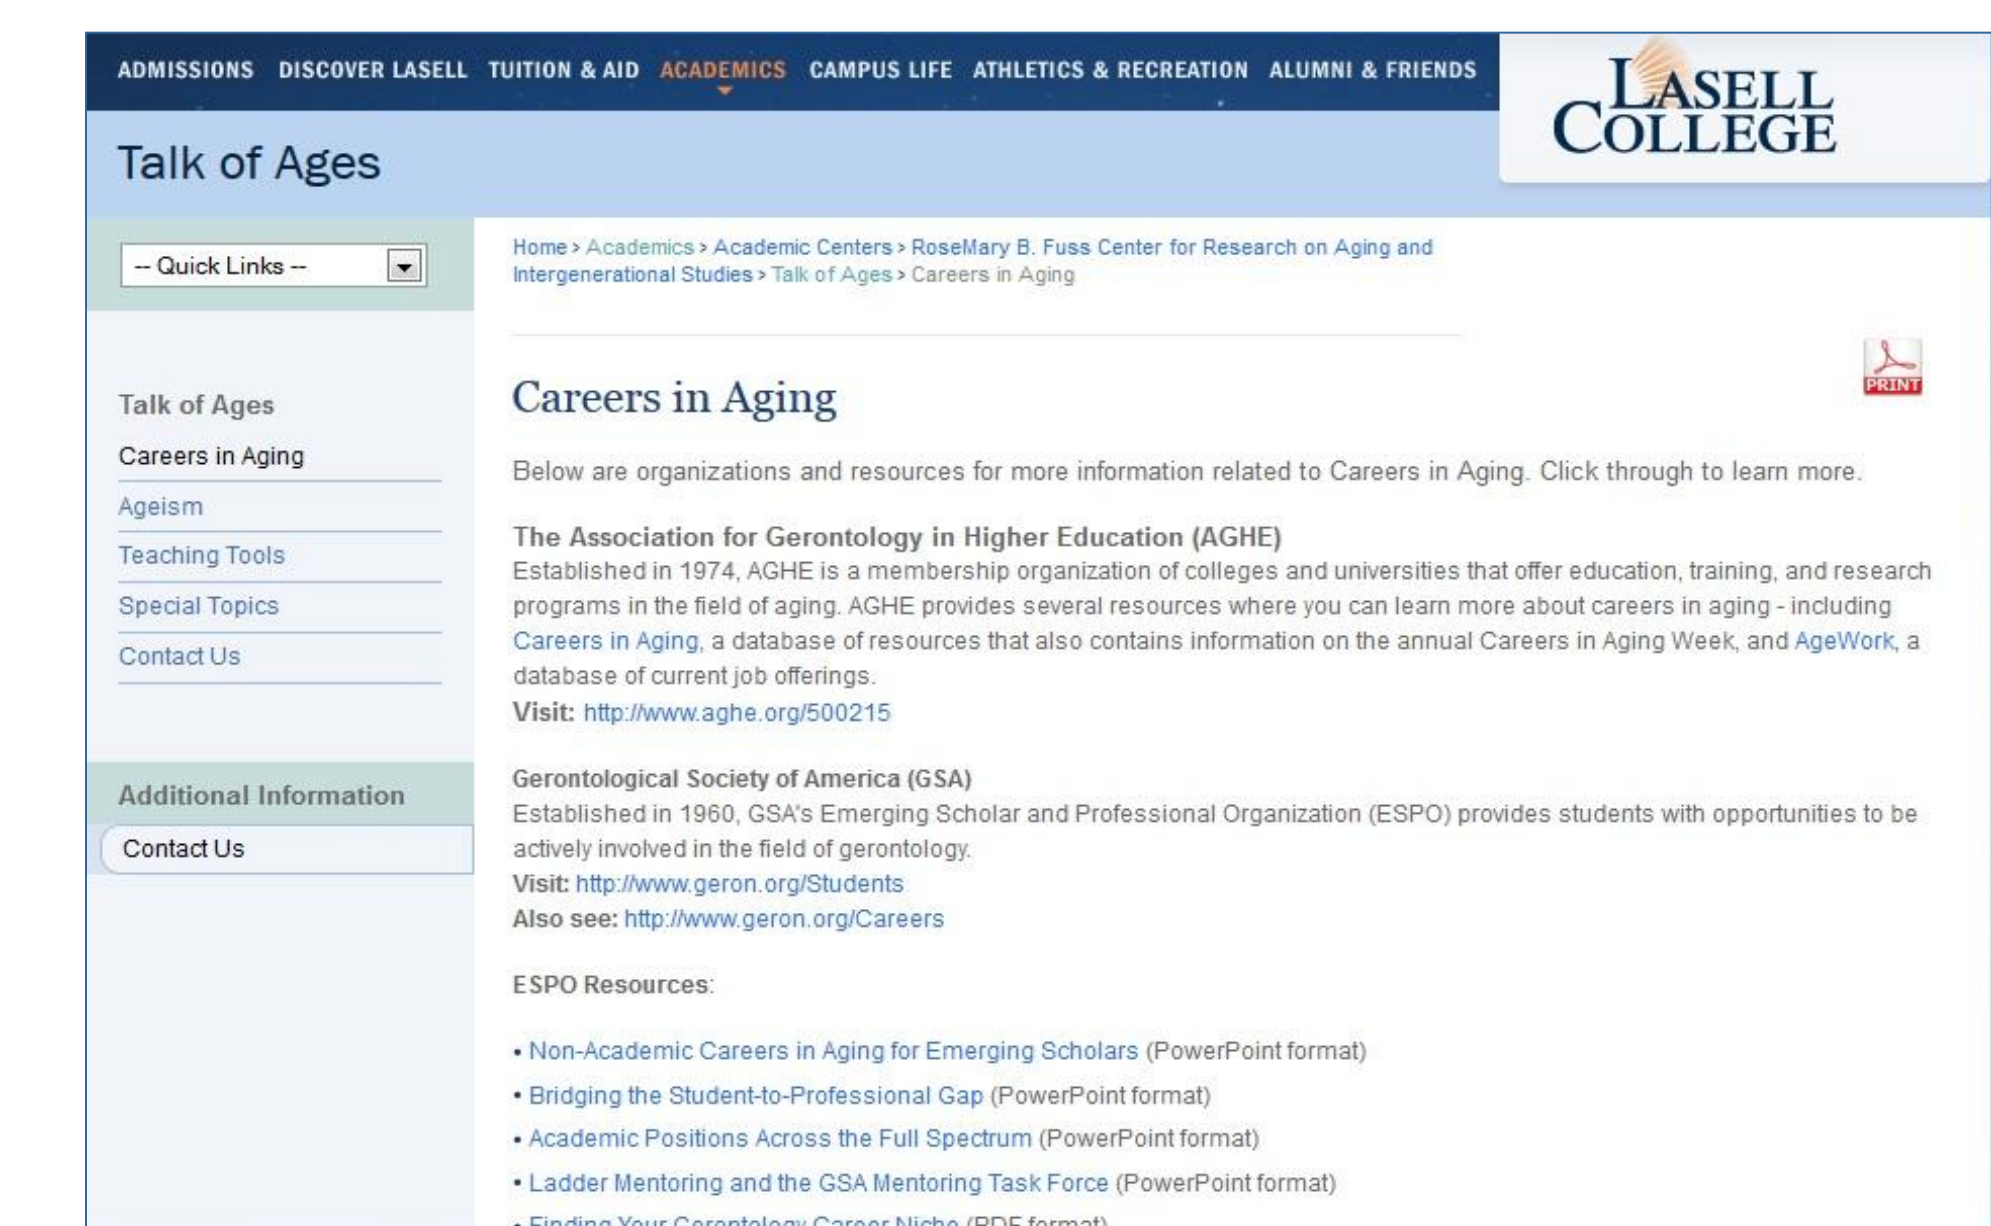 ADMISSIONS DISCOVER LASELL TUITION & AID ACADEMICS CAMPUS LIFE ATHLETICS & RECREATION ALUMNI & FRIENDS
LASELL
COLLEGE
Talk of Ages
-- Quick Links --
Home > Academics > Academic Centers > RoseMary B. Fuss Center for Research on Aging and
Intergenerational Studies > Talk of Ages > Careers in Aging
PRINT
Talk of Ages
Careers in Aging
Ageism
Teaching Tools
Special Topics
Contact Us
Additional Information
Contact Us
Careers in Aging
Below are organizations and resources for more information related to Careers in Aging. Click through to learn more.
The Association for Gerontology in Higher Education (AGHE)
Established in 1974, AGHE is a membership organization of colleges and universities that offer education, training, and research
programs in the field of aging. AGHE provides several resources where you can learn more about careers in aging - including
Careers in Aging, a database of resources that also contains information on the annual Careers in Aging Week, and AgeWork, a
database of current job offerings.
Visit: http://www.aghe.org/500215
Gerontological Society of America (GSA)
Established in 1960, GSA's Emerging Scholar and Professional Organization (ESPO) provides students with opportunities to be
actively involved in the field of gerontology.
Visit: http://www.geron.org/Students
Also see: http://www.geron.org/Careers
ESPO Resources:
• Non-Academic Careers in Aging for Emerging Scholars (PowerPoint format)
• Bridging the Student-to-Professional Gap (PowerPoint format)
• Academic Positions Across the Full Spectrum (PowerPoint format)
• Ladder Mentoring and the GSA Mentoring Task Force (PowerPoint format)
• Finding Your Gerontology Career Niche (PDF format)